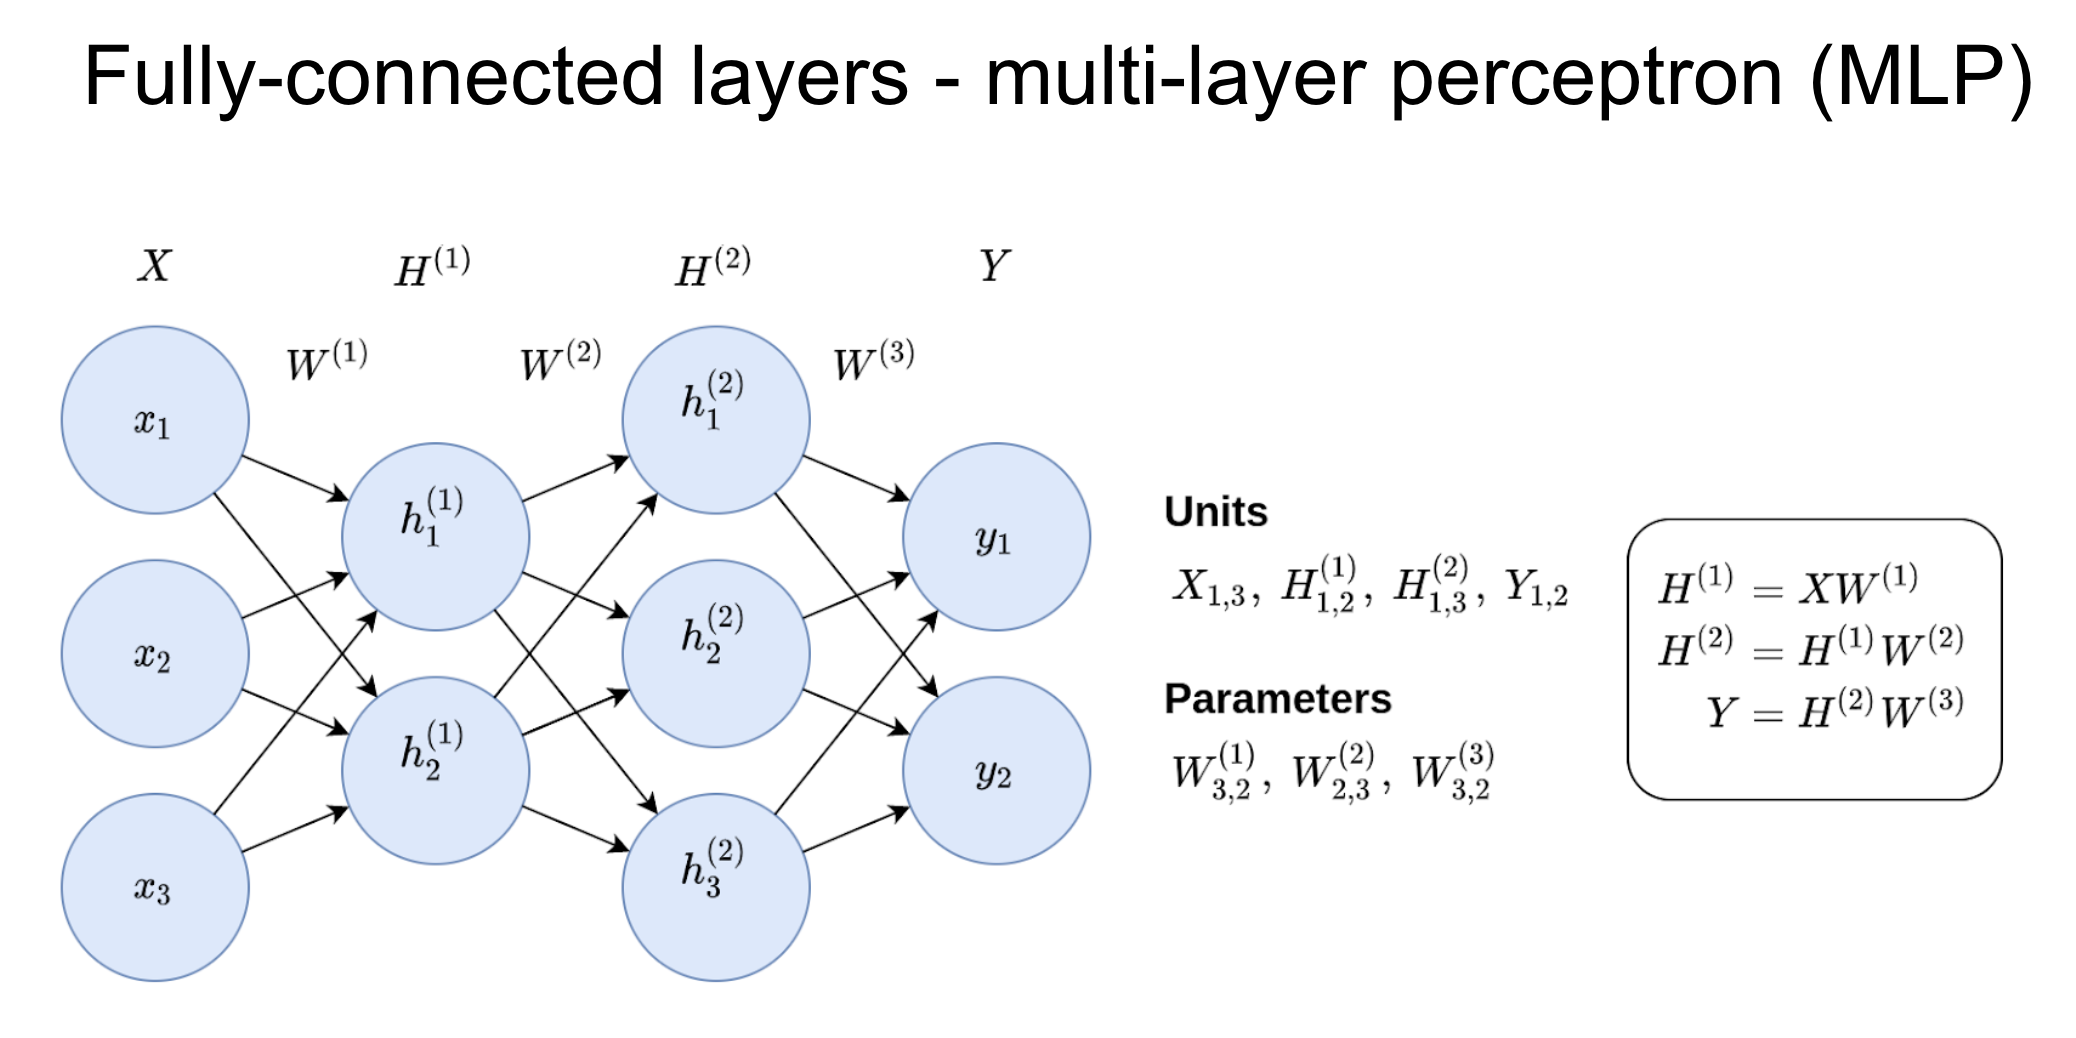 Fully-connected layers - multi-layer perceptron (MLP)
X H^(1) H^(2) Y
W^(1) W^(2) W^(3)
x_1
x_2
x_3
h_1^(1)
h_2^(1)
h_1^(2)
h_2^(2)
h_3^(2)
y_1
y_2
Units
X_{1,3}, H_{1,2}^{(1)}, H_{1,3}^{(2)}, Y_{1,2}
Parameters
W_{3,2}^{(1)}, W_{2,3}^{(2)}, W_{3,2}^{(3)}
H^(1) = XW^(1)
H^(2) = H^(1)W^(2)
Y = H^(2)W^(3)